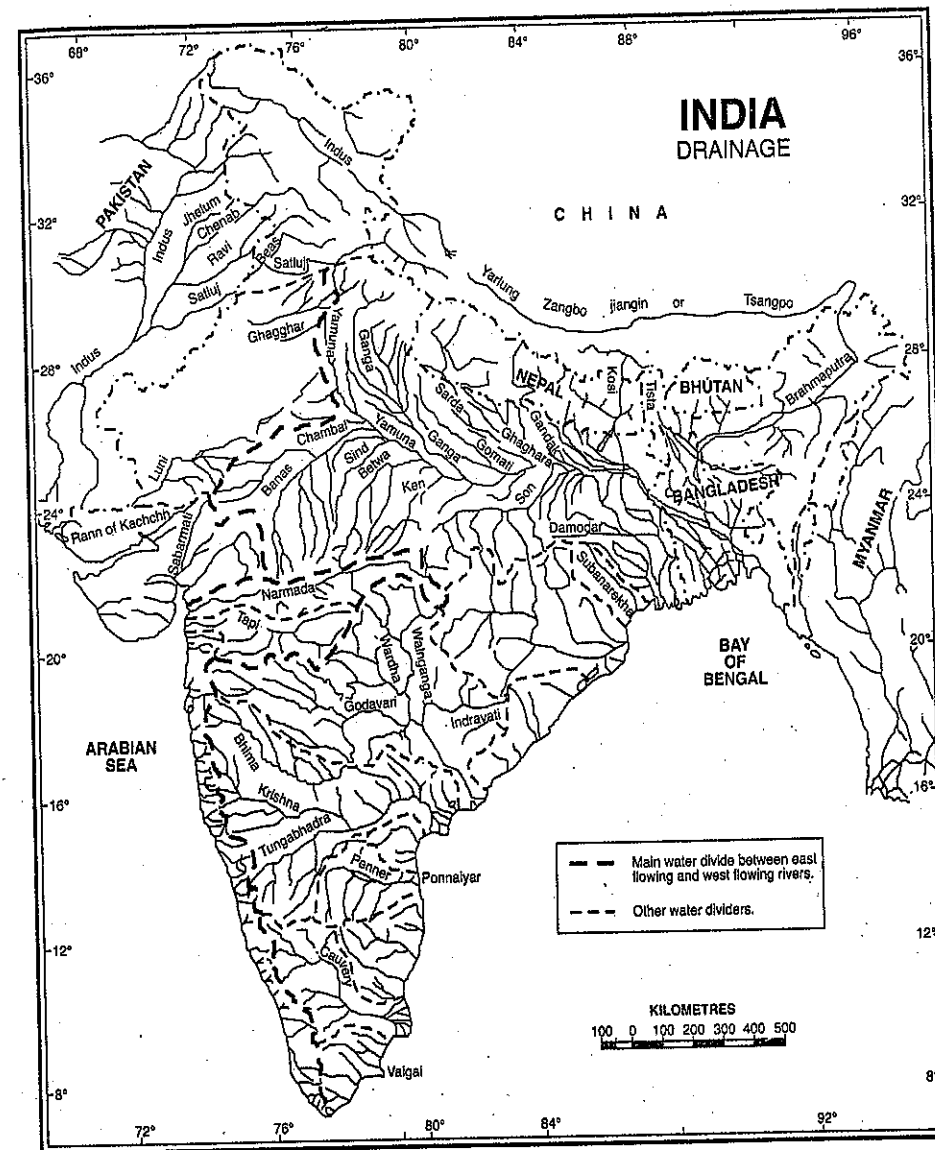 68° 72° 76° 80° 84° 88° 96°
36° 36°
INDIA
DRAINAGE
Indus
PAKISTAN
32° 32°
CHINA
Jhelum
Chenab
Indus
Ravi
Beas
Satluj
Satluj
Yarlung Zangbo jiangin or Tsangpo
Ghagghar
Yamuna
Ganga
Indus
28° 28°
NEPAL
Kosi
Tista
BHUTAN
Brahmaputra
Sarda
Ghaghara
Gandak
Chambal
Yamuna
Ganga
Gomati
Luni
Banas
Sind
Betwa
Ken
Son
BANGLADESH
24° 24°
Rann of Kachchh
Sabarmati
Damodar
MYANMAR
Subanarekha
Narmada
Tapi
20° 20°
Wardha
Wainganga
BAY
OF
BENGAL
Godavari
Indravati
ARABIAN
SEA
Bhima
16° 16°
Krishna
Tungabhadra
Penner
Ponnaiyar
Main water divide between east
flowing and west flowing rivers.
Other water dividers.
12° 12°
Cauvery
KILOMETRES
100 0 100 200 300 400 500
Vaigai
8° 8°
72° 76° 80° 84° 92°